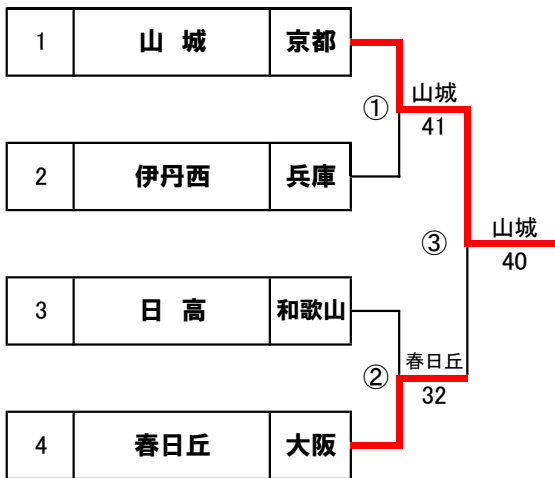 1 山 城 京都
① 山城
41
2 伊丹西 兵庫
③ 山城
40
3 日 高 和歌山
② 春日丘
32
4 春日丘 大阪